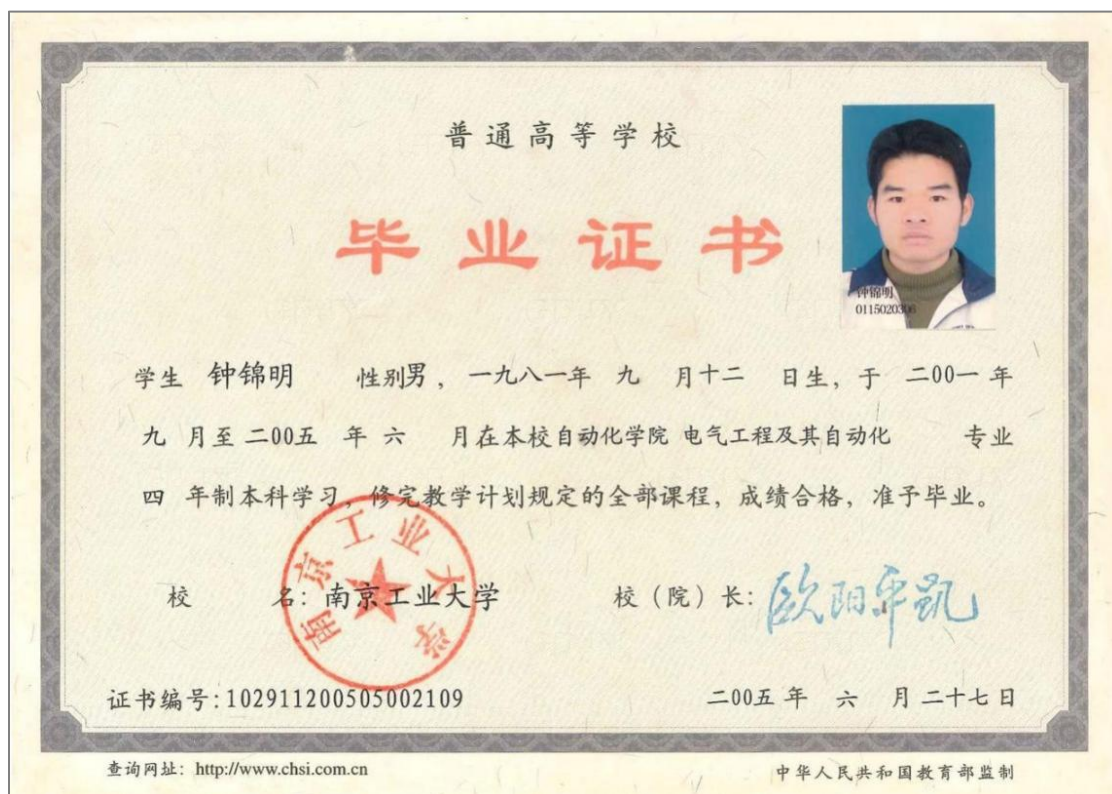 普通高等学校
毕业证书
钟锦明
0115020306
学生 钟锦明 性别男，一九八一年 九 月十二 日生，于 二00一 年
九 月至 二00五 年 六 月在本校自动化学院 电气工程及其自动化 专业
四 年制本科学习，修完教学计划规定的全部课程，成绩合格，准予毕业。
南京工业大学
校 名：南京工业大学 校（院）长：欧阳平凯
证书编号：102911200505002109 二00五 年 六 月 二十七 日
查询网址：http://www.chsi.com.cn 中华人民共和国教育部监制